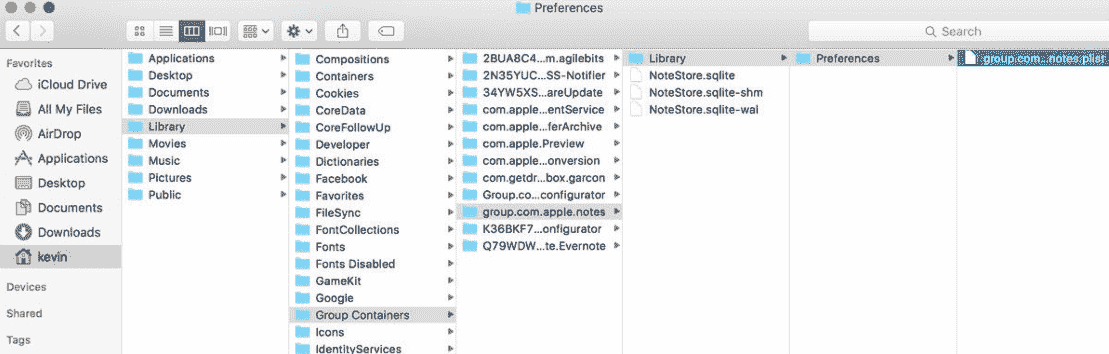 Preferences
Search
Favorites
iCloud Drive
All My Files
AirDrop
Applications
Desktop
Documents
Downloads
kevin
Devices
Shared
Tags
Applications
Desktop
Documents
Downloads
Library
Movies
Music
Pictures
Public
Compositions
Containers
Cookies
CoreData
CoreFollowUp
Developer
Dictionaries
Facebook
Favorites
FileSync
FontCollections
Fonts
Fonts Disabled
GameKit
Google
Group Containers
Icons
IdentityServices
2BUA8C4...m.agilebits
2N35YUC...SS-Notifier
34YW5XS...areUpdate
com.apple...entService
com.apple...ferArchive
com.apple.Preview
com.apple...onversion
com.getdr...box.garcon
Group.co...configurator
group.com.apple.notes
K36BKF7...onfigurator
Q79WDW...te.Evernote
Library
NoteStore.sqlite
NoteStore.sqlite-shm
NoteStore.sqlite-wal
Preferences
group.com...notes.plist